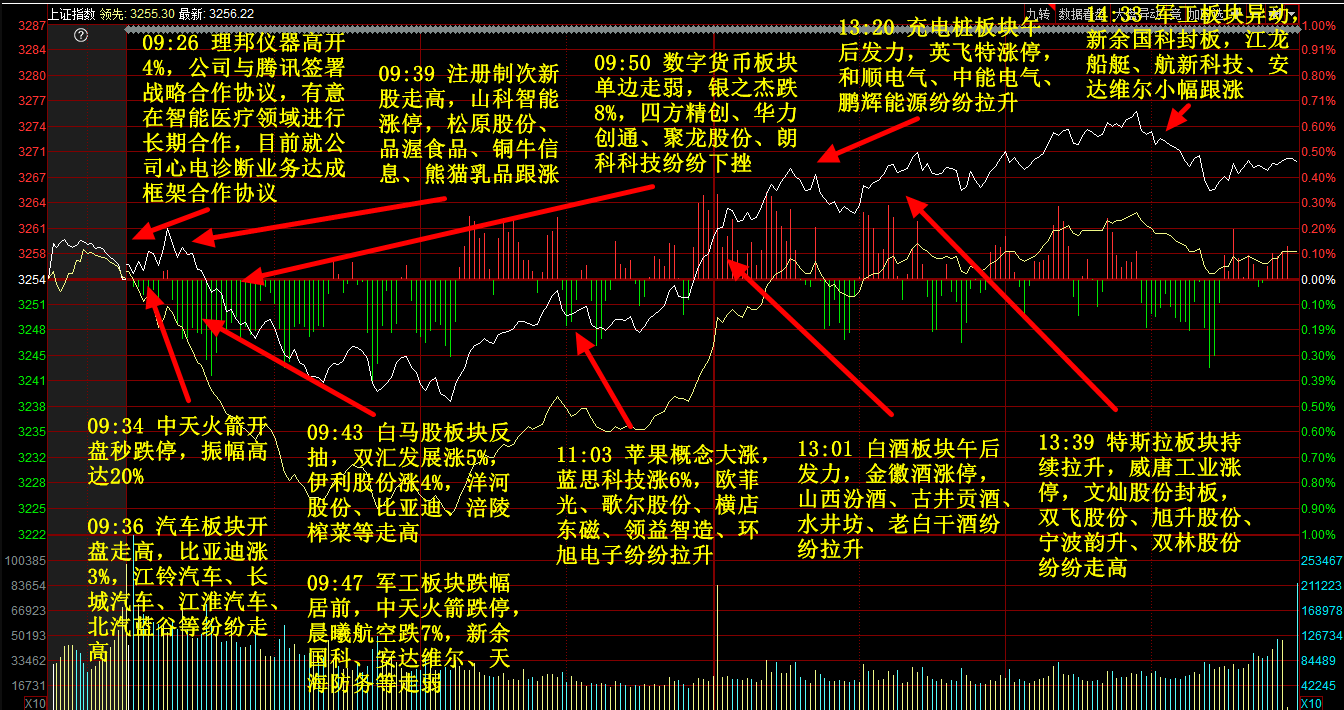 上证指数 领先: 3255.30 最新: 3256.22
九转
数据
09:26 理邦仪器高开
4%，公司与腾讯签署
战略合作协议，有意
在智能医疗领域进行
长期合作，目前就公
司心电诊断业务达成
框架合作协议
09:39 注册制次新
股走高，山科智能
涨停，松原股份、
品渥食品、铜牛信
息、熊猫乳品跟涨
09:50 数字货币板块
单边走弱，银之杰跌
8%，四方精创、华力
创通、聚龙股份、朗
科科技纷纷下挫
13:20 充电桩板块午
后发力，英飞特涨停，
和顺电气、中能电气、
鹏辉能源纷纷拉升
14:33 军工板块异动，
新余国科封板，江龙
船艇、航新科技、安
达维尔小幅跟涨
09:34 中天火箭开
盘秒跌停，振幅高
达20%
09:36 汽车板块开
盘走高，比亚迪涨
3%，江铃汽车、长
城汽车、江淮汽车、
北汽蓝谷等纷纷走
高
09:43 白马股板块反
抽，双汇发展涨5%，
伊利股份涨4%，洋河
股份、比亚迪、涪陵
榨菜等走高
09:47 军工板块跌幅
居前，中天火箭跌停，
晨曦航空跌7%，新余
国科、安达维尔、天
海防务等走弱
11:03 苹果概念大涨，
蓝思科技涨6%，欧菲
光、歌尔股份、横店
东磁、领益智造、环
旭电子纷纷拉升
13:01 白酒板块午后
发力，金徽酒涨停，
山西汾酒、古井贡酒、
水井坊、老白干酒纷
纷拉升
13:39 特斯拉板块持
续拉升，威唐工业涨
停，文灿股份封板，
双飞股份、旭升股份、
宁波韵升、双林股份
纷纷走高
3287
3284
3280
3277
3274
3271
3267
3264
3261
3258
3254
3251
3248
3245
3241
3238
3235
3232
3228
3225
3222
100385
83654
66923
50193
33462
16731
X10
1.00%
0.91%
0.80%
0.71%
0.60%
0.50%
0.40%
0.30%
0.20%
0.10%
0.00%
0.10%
0.19%
0.30%
0.39%
0.50%
0.60%
0.70%
0.80%
0.90%
1.00%
253467
211223
168978
126734
84489
42245
X10